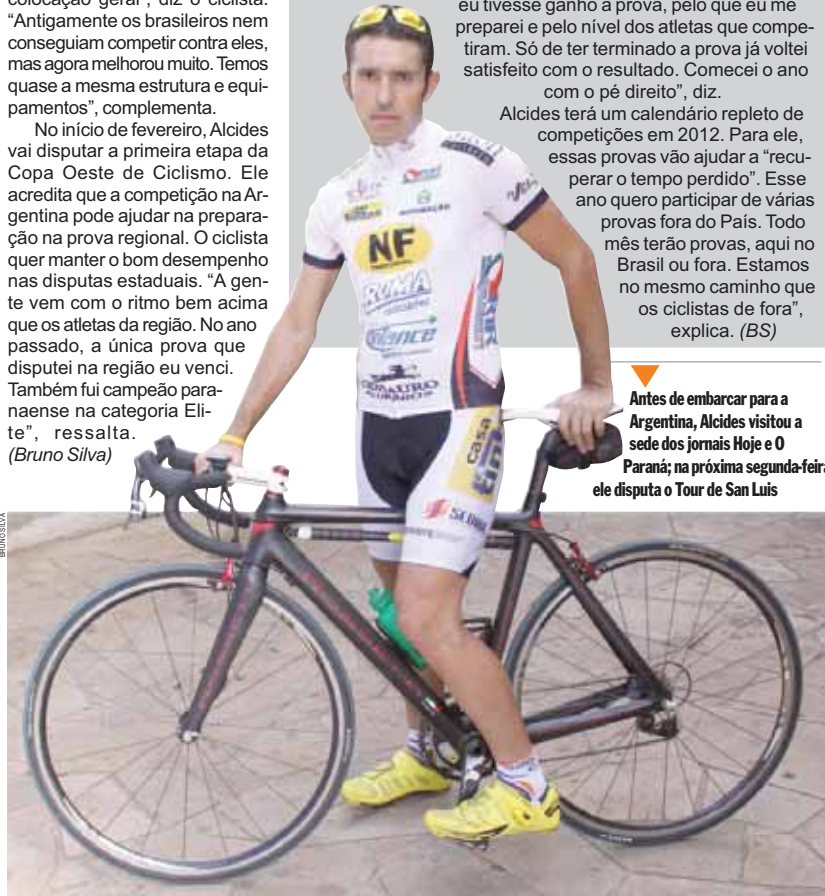 colocação geral”, diz o ciclista.
“Antigamente os brasileiros nem
conseguiam competir contra eles,
mas agora melhorou muito. Temos
quase a mesma estrutura e equi-
pamentos”, complementa.
No início de fevereiro, Alcides
vai disputar a primeira etapa da
Copa Oeste de Ciclismo. Ele
acredita que a competição na Ar-
gentina pode ajudar na prepara-
ção na prova regional. O ciclista
quer manter o bom desempenho
nas disputas estaduais. “A gen-
te vem com o ritmo bem acima
que os atletas da região. No ano
passado, a única prova que
disputei na região eu venci.
Também fui campeão para-
naense na categoria Eli-
te”, ressalta.
(Bruno Silva)
eu tivesse ganho a prova, pelo que eu me
preparei e pelo nível dos atletas que compe-
tiram. Só de ter terminado a prova já voltei
satisfeito com o resultado. Comecei o ano
com o pé direito”, diz.
Alcides terá um calendário repleto de
competições em 2012. Para ele,
essas provas vão ajudar a “recu-
perar o tempo perdido”. Esse
ano quero participar de várias
provas fora do País. Todo
mês terão provas, aqui no
Brasil ou fora. Estamos
no mesmo caminho que
os ciclistas de fora”,
explica. (BS)
Antes de embarcar para a
Argentina, Alcides visitou a
sede dos jornais Hoje e O
Paraná; na próxima segunda-feira
ele disputa o Tour de San Luis
BRUNO SILVA
NF
ROMA
casa
tim